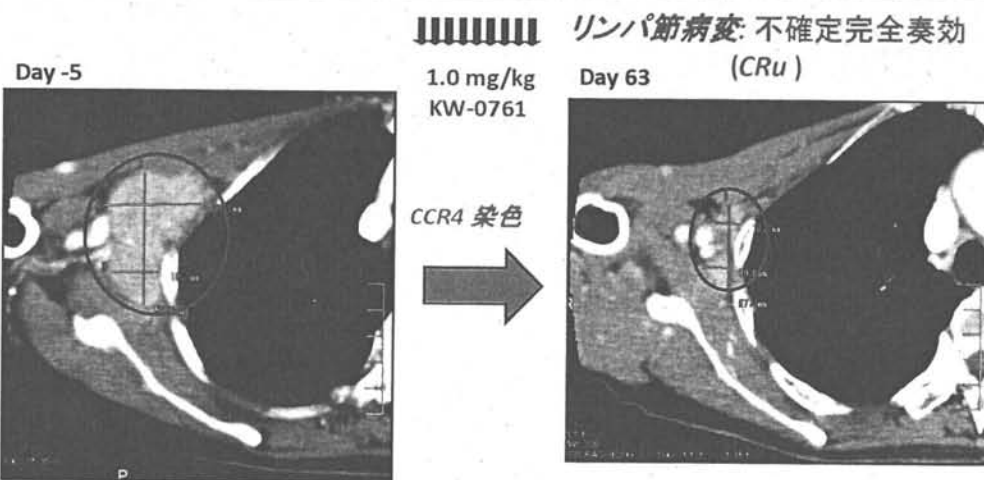 リンパ節病変: 不確定完全奏効
(CRu )
Day -5
1.0 mg/kg
KW-0761
Day 63
CCR4 染色
P
R